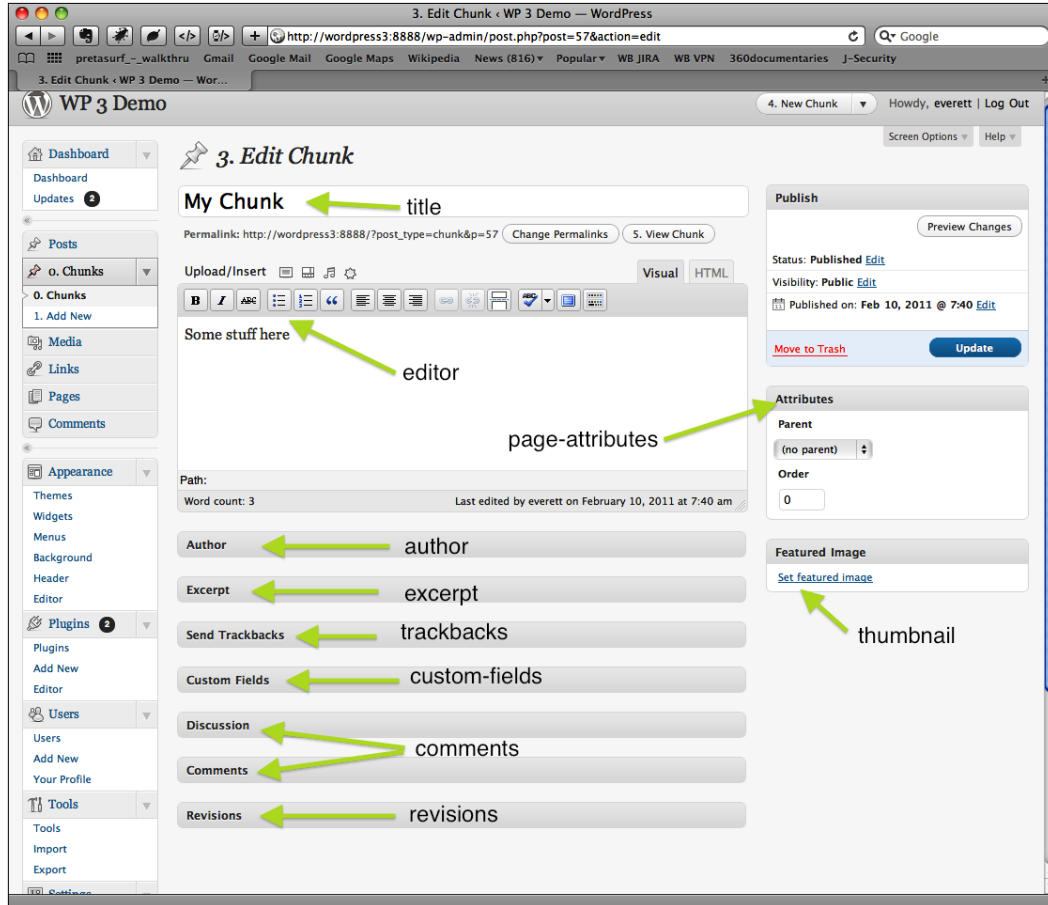 3. Edit Chunk ‹ WP 3 Demo — WordPress
http://wordpress3:8888/wp-admin/post.php?post=57&action=edit
Google
pretasurf_-_walkthru Gmail Google Mail Google Maps Wikipedia News (816) Popular WB JIRA WB VPN 360documentaries J-Security
3. Edit Chunk ‹ WP 3 Demo — Wor...
WP 3 Demo
4. New Chunk
Howdy, everett | Log Out
Screen Options
Help
Dashboard
Dashboard
Updates 2
Posts
0. Chunks
0. Chunks
1. Add New
Media
Links
Pages
Comments
Appearance
Themes
Widgets
Menus
Background
Header
Editor
Plugins 2
Plugins
Add New
Editor
Users
Users
Add New
Your Profile
Tools
Tools
Import
Export
Settings
3. Edit Chunk
My Chunk
title
Permalink: http://wordpress3:8888/?post_type=chunk&p=57 Change Permalinks 5. View Chunk
Upload/Insert
Visual HTML
B I ABC
ABC
Some stuff here
editor
page-attributes
Path:
Word count: 3
Last edited by everett on February 10, 2011 at 7:40 am
Author
author
Excerpt
excerpt
Send Trackbacks
trackbacks
Custom Fields
custom-fields
Discussion
comments
Comments
Revisions
revisions
Publish
Preview Changes
Status: Published Edit
Visibility: Public Edit
Published on: Feb 10, 2011 @ 7:40 Edit
Move to Trash
Update
Attributes
Parent
(no parent)
Order
0
Featured Image
Set featured image
thumbnail